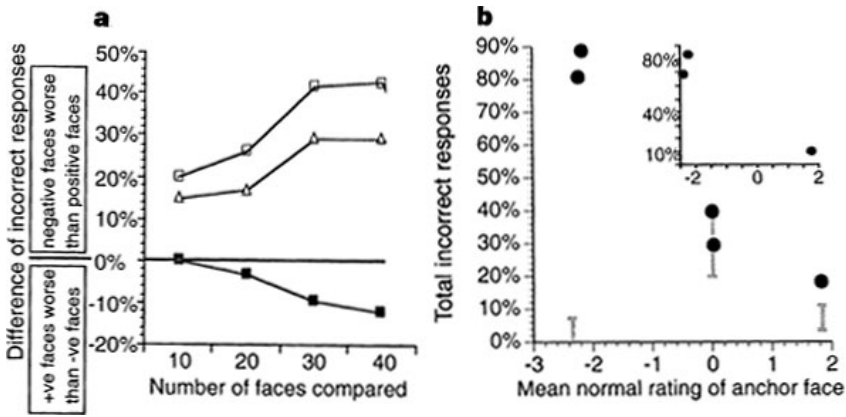 a
Difference of incorrect responses
negative faces worse
than positive faces
+ve faces worse
than -ve faces
50%
40%
30%
20%
10%
0%
-10%
-20%
10 20 30 40
Number of faces compared
b
Total incorrect responses
90%
80%
70%
60%
50%
40%
30%
20%
10%
0%
-3 -2 -1 0 1 2
Mean normal rating of anchor face
80%
40%
10%
-2 0 2